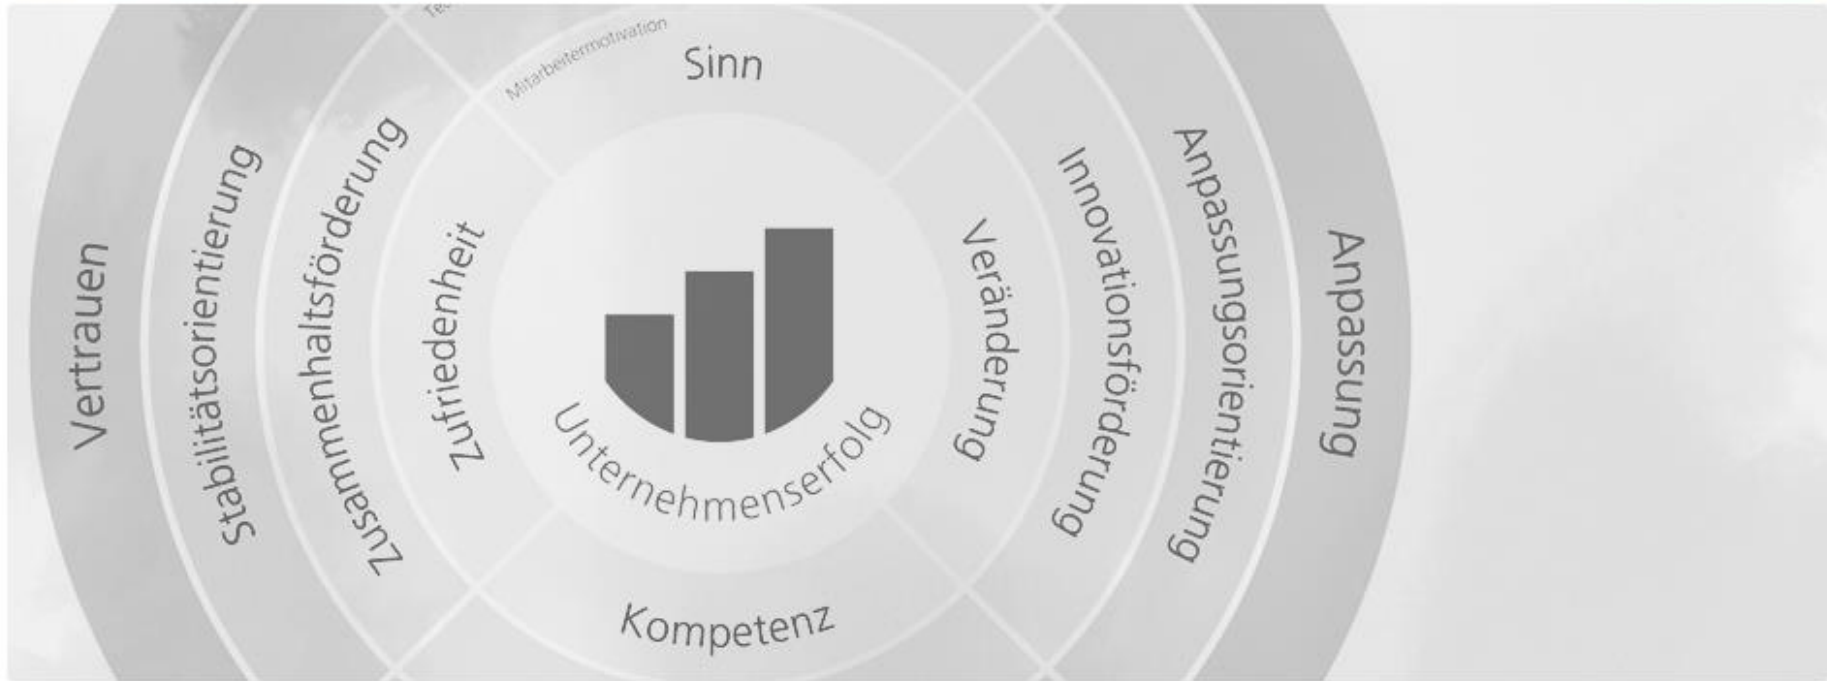 Mitarbeitermotivation
Sinn
Vertrauen
Stabilitätsorientierung
Zusammenhaltsförderung
Zufriedenheit
Unternehmenserfolg
Veränderung
Innovationsförderung
Anpassungsorientierung
Anpassung
Kompetenz